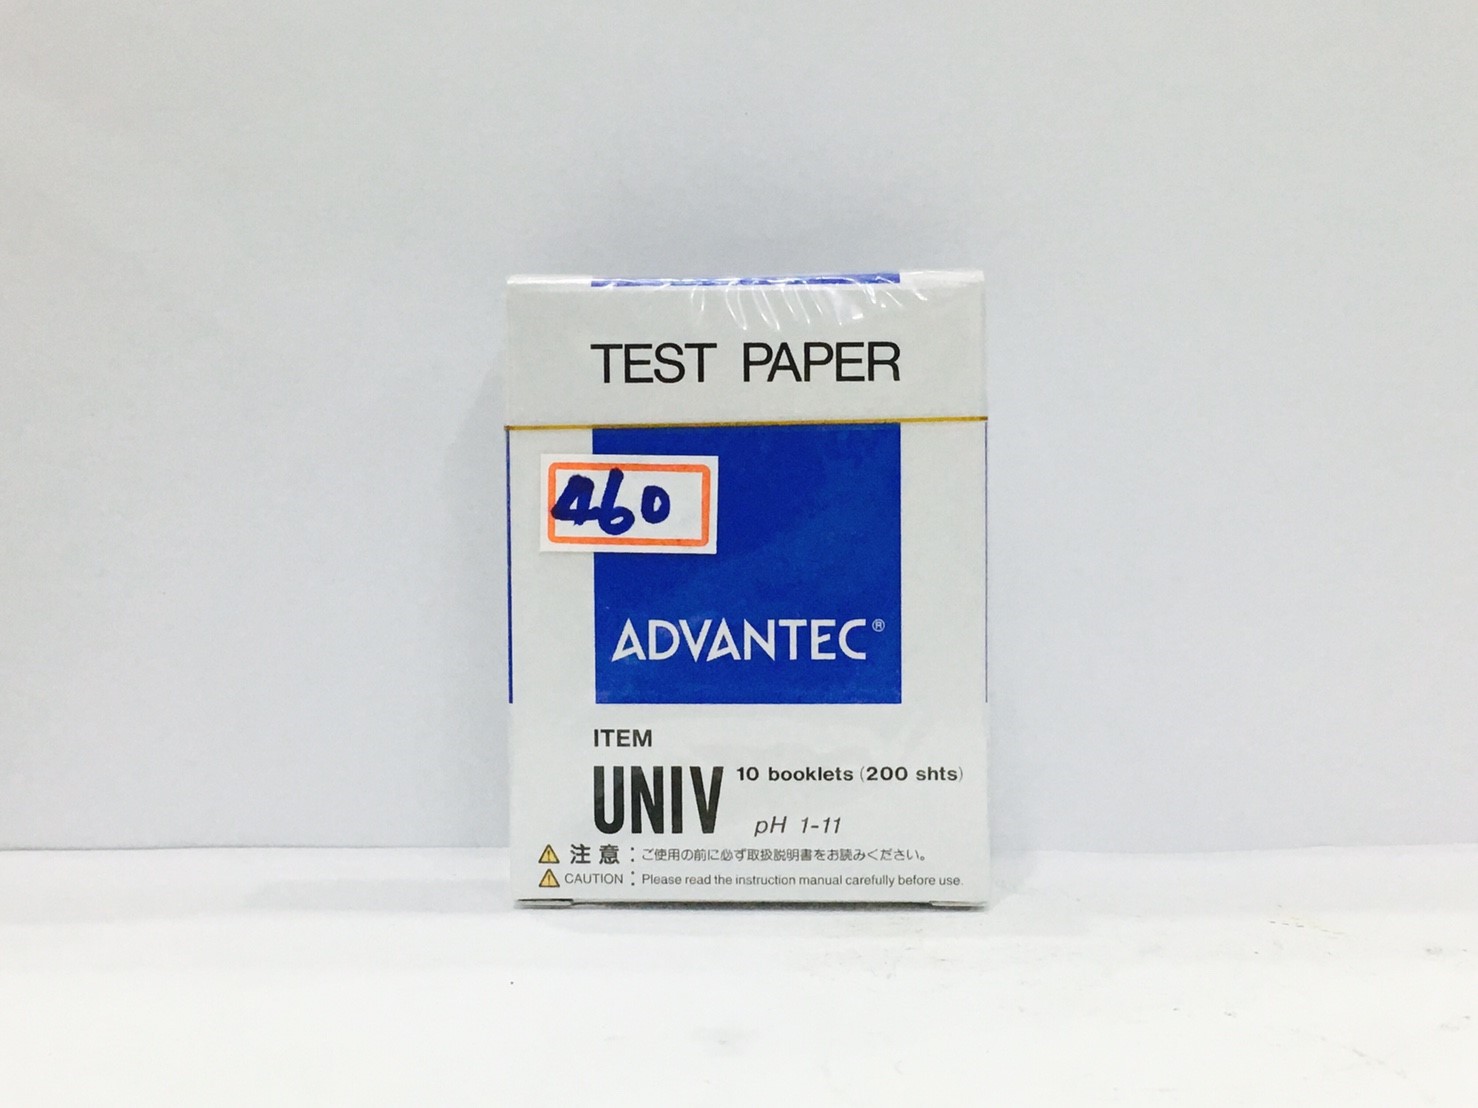 TEST PAPER
460
ADVANTEC®
ITEM
UNIV 10 booklets (200 shts)
pH 1-11
注意：ご使用の前に必ず取扱説明書をお読みください。
CAUTION : Please read the instruction manual carefully before use.